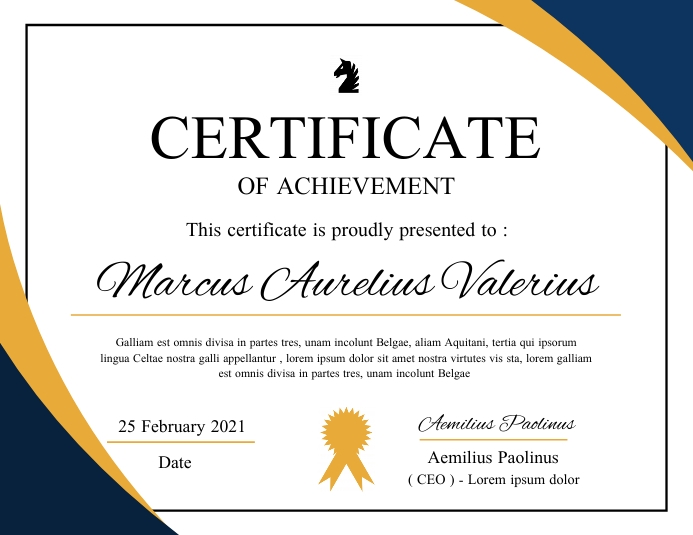 CERTIFICATE
OF ACHIEVEMENT
This certificate is proudly presented to :
Marcus Aurelius Valerius
Galliam est omnis divisa in partes tres, unam incolunt Belgae, aliam Aquitani, tertia qui ipsorum
lingua Celtae nostra galli appellantur , lorem ipsum dolor sit amet nostra virtutes vis sta, lorem galliam
est omnis divisa in partes tres, unam incolunt Belgae
25 February 2021
Date
Aemilius Paolinus
Aemilius Paolinus
( CEO ) - Lorem ipsum dolor